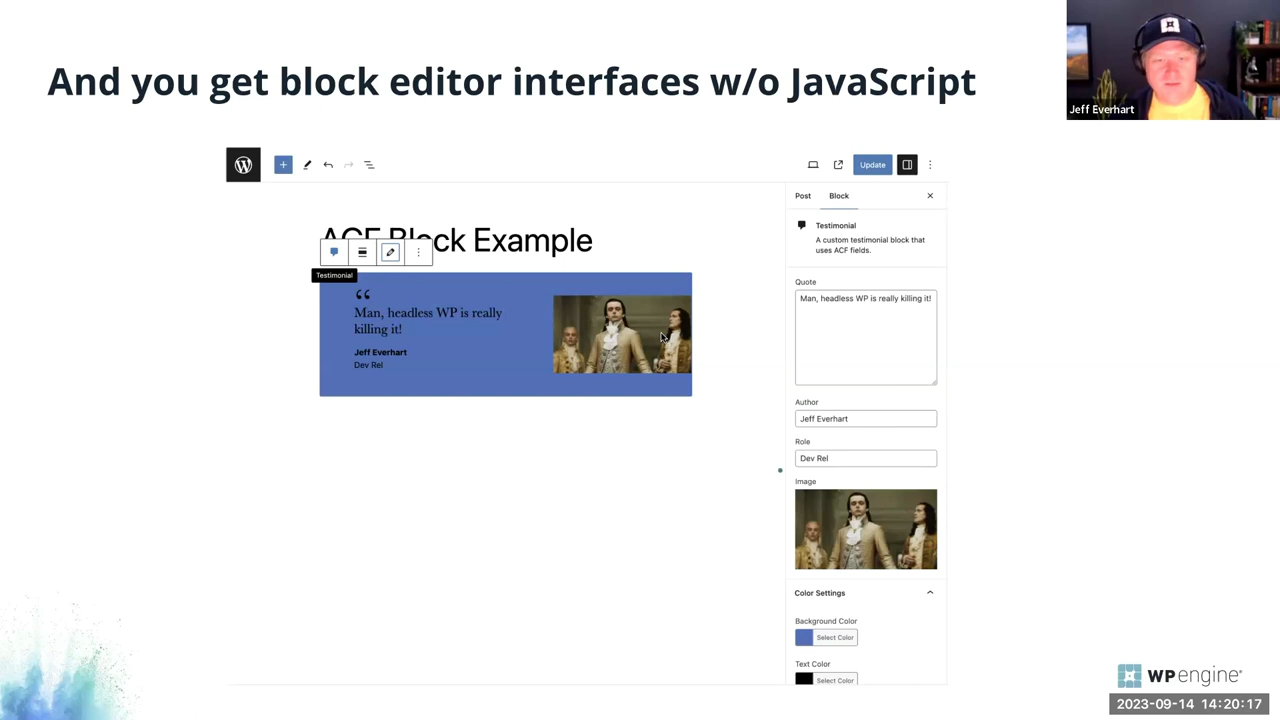 And you get block editor interfaces w/o JavaScript
Jeff Everhart
Update
Post
Block
Testimonial
A custom testimonial block that
uses ACF fields.
ACF Block Example
Testimonial
“
Man, headless WP is really
killing it!
Jeff Everhart
Dev Rel
Quote
Man, headless WP is really killing it!
Author
Jeff Everhart
Role
Dev Rel
Image
Color Settings
Background Color
Select Color
Text Color
Select Color
WP engine®
2023-09-14 14:20:17